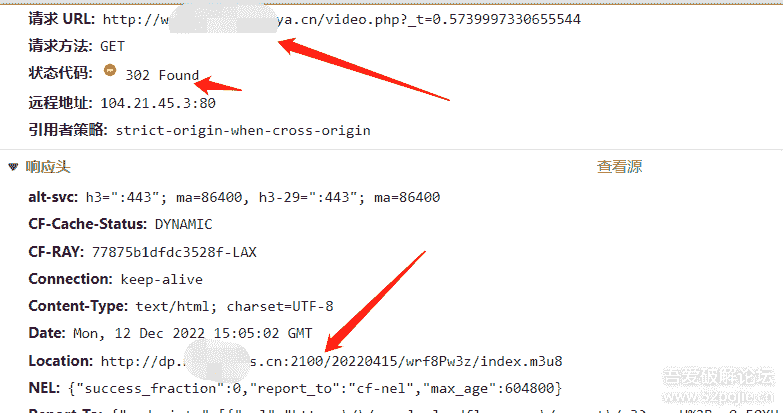 请求 URL: http://w ya.cn/video.php?_t=0.5739997330655544
请求方法: GET
状态代码: 302 Found
远程地址: 104.21.45.3:80
引用者策略: strict-origin-when-cross-origin
响应头 查看源
alt-svc: h3=":443"; ma=86400, h3-29=":443"; ma=86400
CF-Cache-Status: DYNAMIC
CF-RAY: 77875b1dfdc3528f-LAX
Connection: keep-alive
Content-Type: text/html; charset=UTF-8
Date: Mon, 12 Dec 2022 15:05:02 GMT
Location: http://dp. s.cn:2100/20220415/wrf8Pw3z/index.m3u8
NEL: {"success_fraction":0,"report_to":"cf-nel","max_age":604800}
吾爱破解论坛
www.52pojie.cn